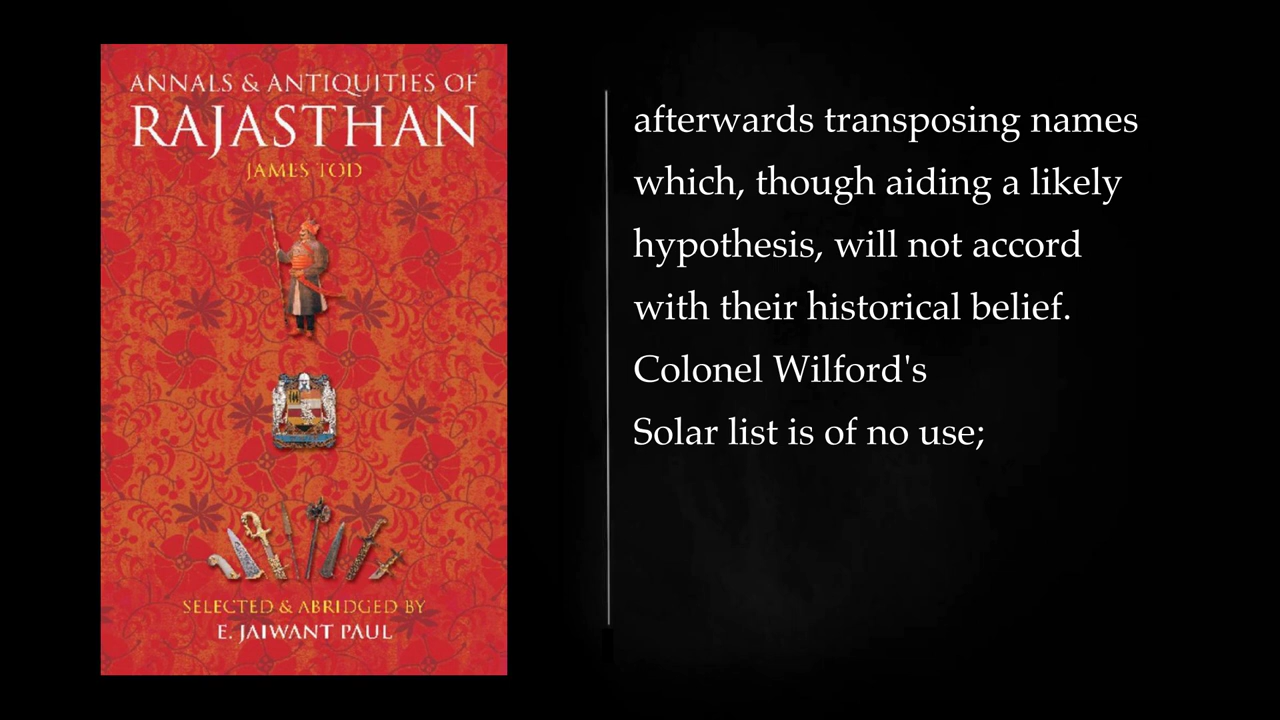 ANNALS & ANTIQUITIES OF
RAJASTHAN
JAMES TOD
SELECTED & ABRIDGED BY
E. JAIWANT PAUL
afterwards transposing names
which, though aiding a likely
hypothesis, will not accord
with their historical belief.
Colonel Wilford's
Solar list is of no use;